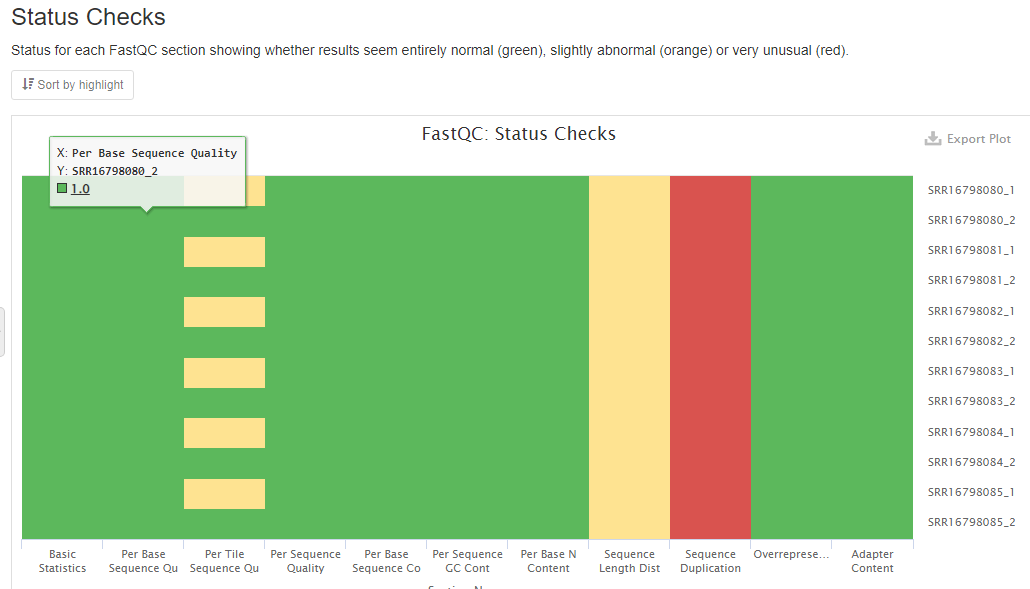 Status Checks
Status for each FastQC section showing whether results seem entirely normal (green), slightly abnormal (orange) or very unusual (red).
Sort by highlight
FastQC: Status Checks
Export Plot
X: Per Base Sequence Quality
Y: SRR16798080_2
1.0
SRR16798080_1
SRR16798080_2
SRR16798081_1
SRR16798081_2
SRR16798082_1
SRR16798082_2
SRR16798083_1
SRR16798083_2
SRR16798084_1
SRR16798084_2
SRR16798085_1
SRR16798085_2
Basic
Statistics
Per Base
Sequence Qu
Per Tile
Sequence Qu
Per Sequence
Quality
Per Base
Sequence Co
Per Sequence
GC Cont
Per Base N
Content
Sequence
Length Dist
Sequence
Duplication
Overreprese...
Adapter
Content